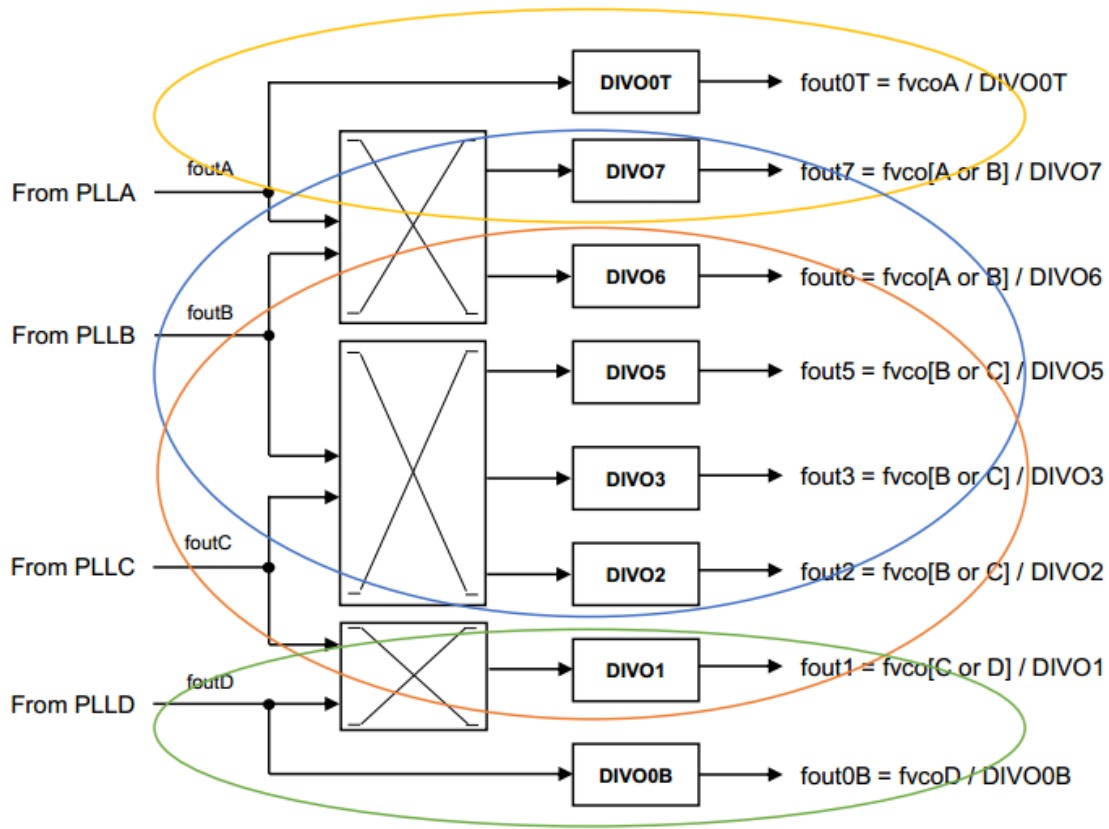 DIVO0T
fout0T = fvcoA / DIVO0T
foutA
DIVO7
fout7 = fvco[A or B] / DIVO7
From PLLA
DIVO6
fout6 = fvco[A or B] / DIVO6
foutB
From PLLB
DIVO5
fout5 = fvco[B or C] / DIVO5
DIVO3
fout3 = fvco[B or C] / DIVO3
foutC
From PLLC
DIVO2
fout2 = fvco[B or C] / DIVO2
DIVO1
fout1 = fvco[C or D] / DIVO1
foutD
From PLLD
DIVO0B
fout0B = fvcoD / DIVO0B